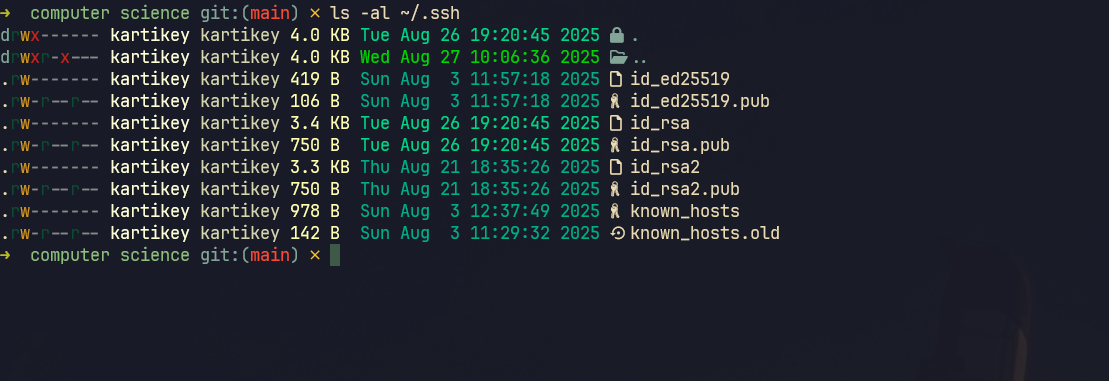 → computer science git:(main) × ls -al ~/.ssh
drwx------ kartikey kartikey 4.0 KB Tue Aug 26 19:20:45 2025 .
drwxr-x--- kartikey kartikey 4.0 KB Wed Aug 27 10:06:36 2025 ..
.rw------- kartikey kartikey 419 B Sun Aug 3 11:57:18 2025 id_ed25519
.rw-r--r-- kartikey kartikey 106 B Sun Aug 3 11:57:18 2025 id_ed25519.pub
.rw------- kartikey kartikey 3.4 KB Tue Aug 26 19:20:45 2025 id_rsa
.rw-r--r-- kartikey kartikey 750 B Tue Aug 26 19:20:45 2025 id_rsa.pub
.rw------- kartikey kartikey 3.3 KB Thu Aug 21 18:35:26 2025 id_rsa2
.rw-r--r-- kartikey kartikey 750 B Thu Aug 21 18:35:26 2025 id_rsa2.pub
.rw------- kartikey kartikey 978 B Sun Aug 3 12:37:49 2025 known_hosts
.rw-r--r-- kartikey kartikey 142 B Sun Aug 3 11:29:32 2025 known_hosts.old
→ computer science git:(main) ×